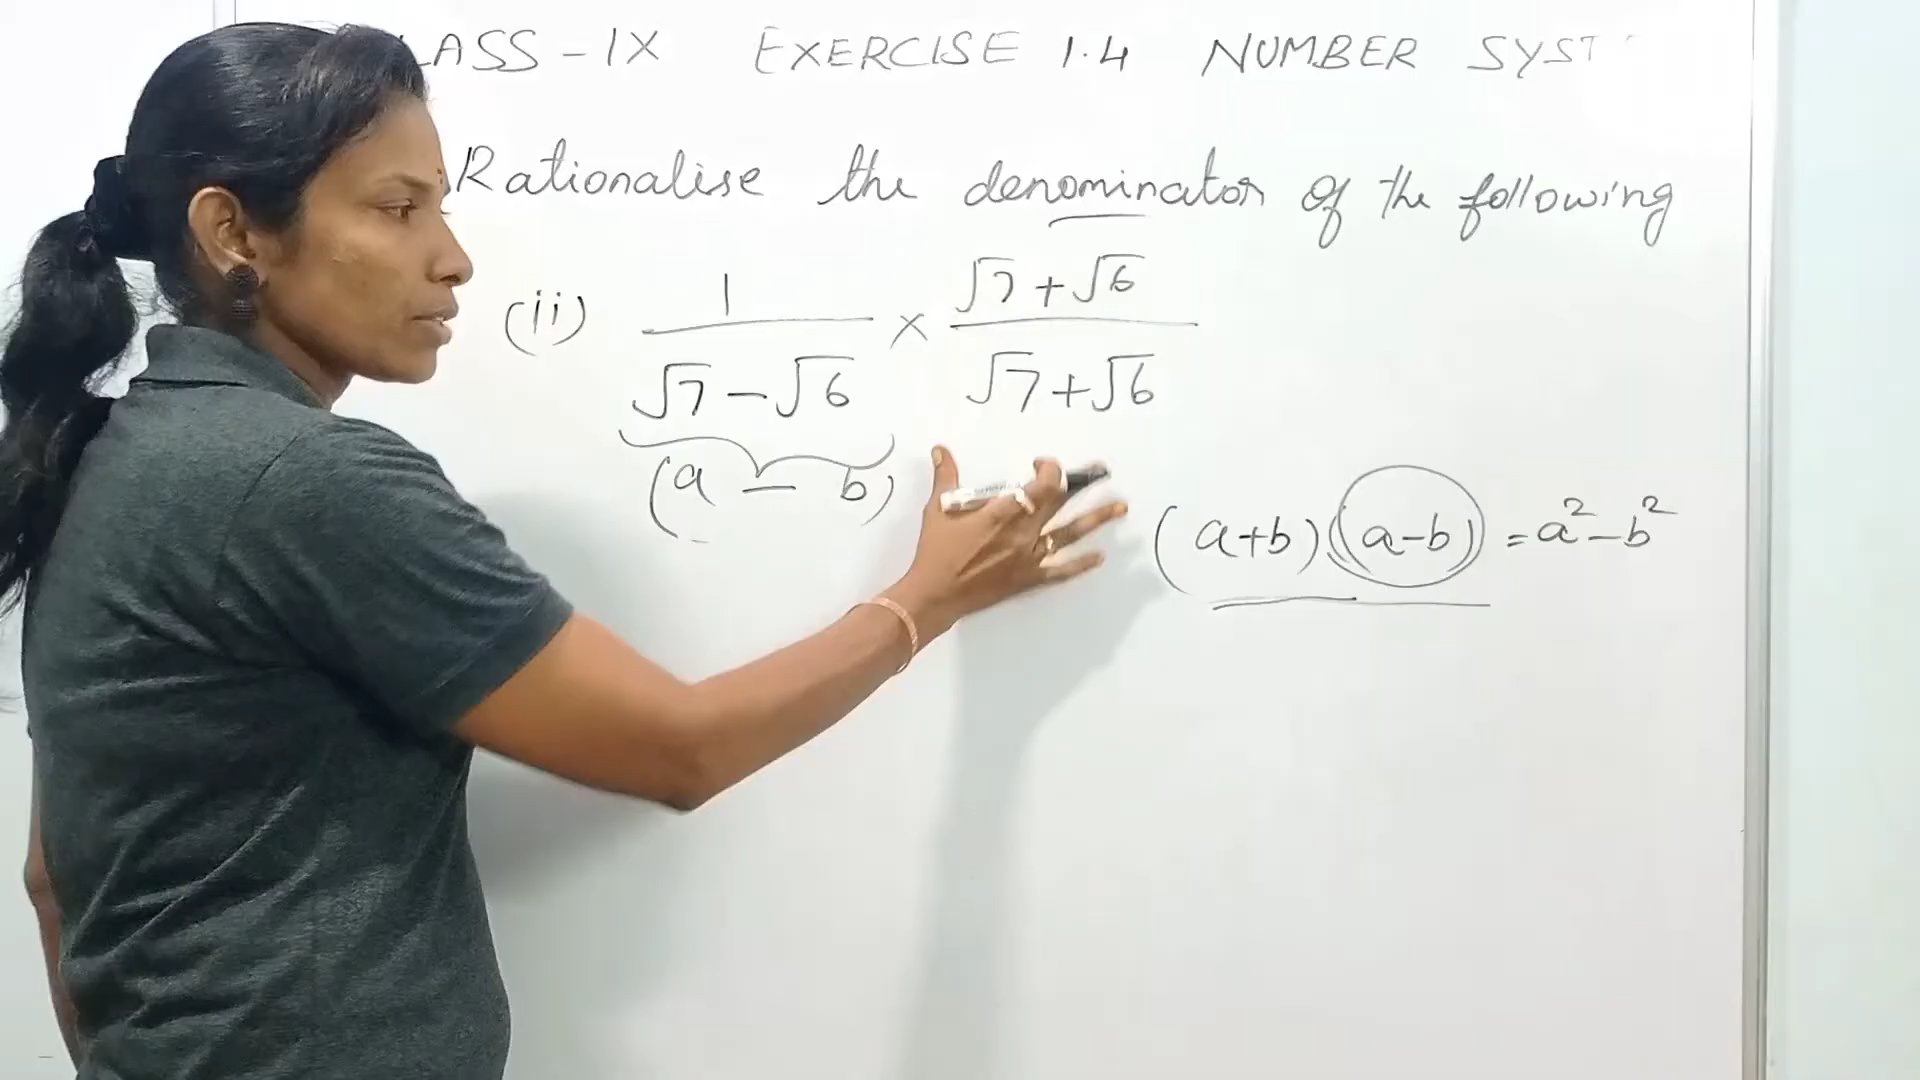 LASS - IX EXERCISE 1.4 NUMBER SYST
Rationalise the denominator of the following
(ii) 1 / (√7 - √6) × (√7 + √6) / (√7 + √6)
(a - b)
(a+b)(a-b) = a² - b²